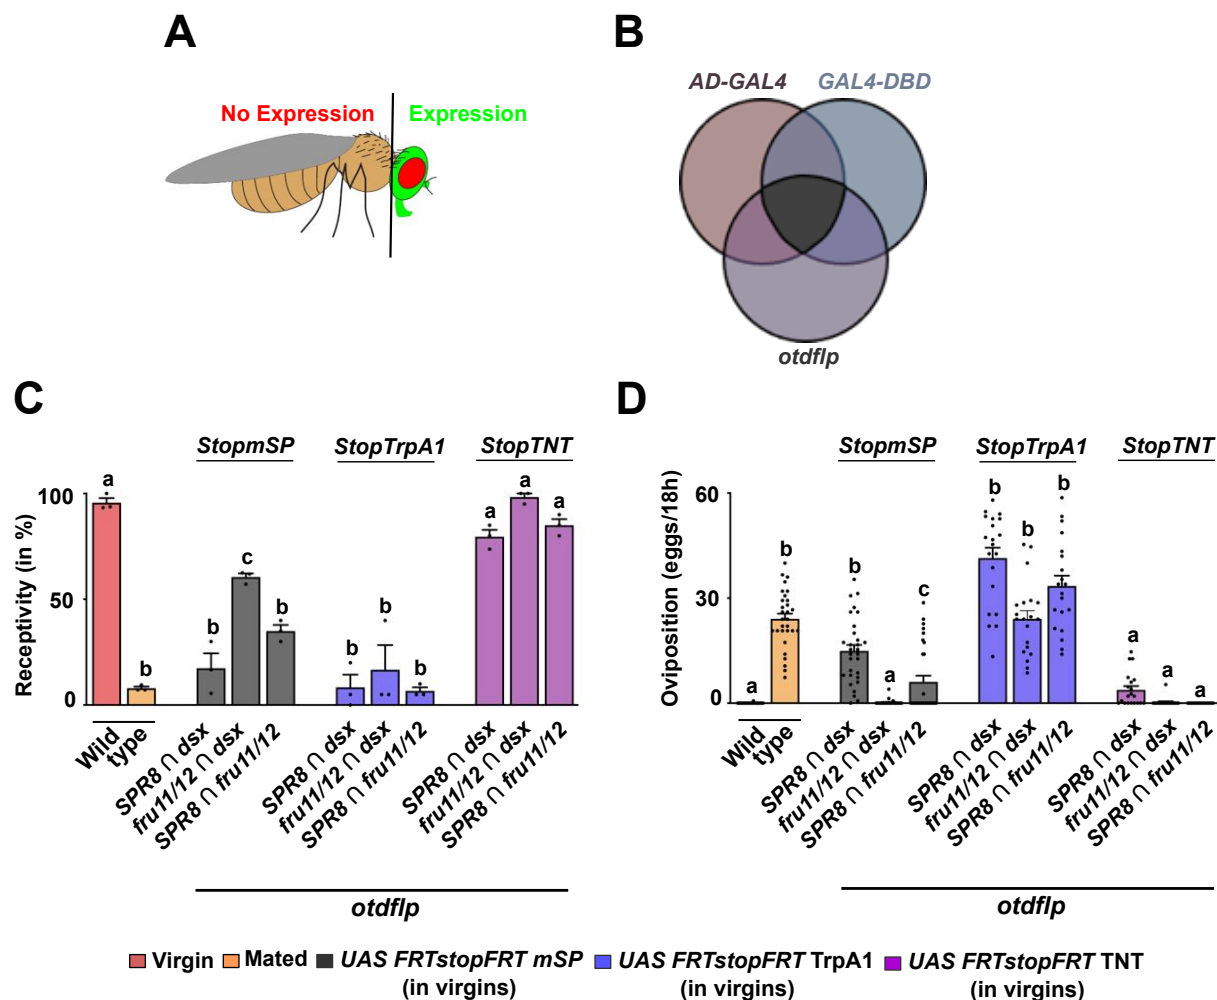 A
No Expression
Expression
B
AD-GAL4
GAL4-DBD
otdflp
C
StopmSP
StopTrpA1
StopTNT
Receptivity (in %)
100
50
0
a
b
b
c
b
b
b
b
a
a
a
Wild
type
SPR8 ∩ dsx
fru11/12 ∩ dsx
SPR8 ∩ fru11/12
SPR8 ∩ dsx
fru11/12 ∩ dsx
SPR8 ∩ fru11/12
SPR8 ∩ dsx
fru11/12 ∩ dsx
SPR8 ∩ fru11/12
otdflp
D
StopmSP
StopTrpA1
StopTNT
Oviposition (eggs/18h)
60
30
0
a
b
b
a
c
b
b
b
a
a
a
Wild
type
SPR8 ∩ dsx
fru11/12 ∩ dsx
SPR8 ∩ fru11/12
SPR8 ∩ dsx
fru11/12 ∩ dsx
SPR8 ∩ fru11/12
SPR8 ∩ dsx
fru11/12 ∩ dsx
SPR8 ∩ fru11/12
otdflp
Virgin
Mated
UAS FRTstopFRT mSP
(in virgins)
UAS FRTstopFRT TrpA1
(in virgins)
UAS FRTstopFRT TNT
(in virgins)